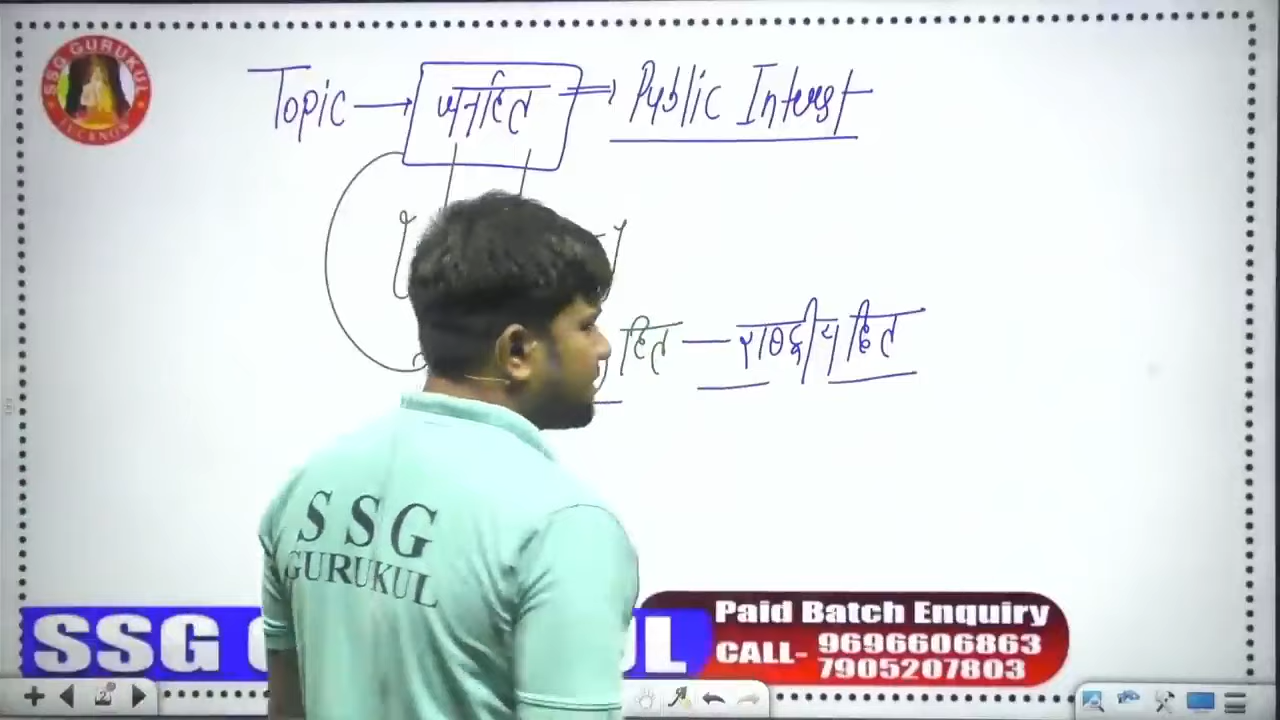 SSG GURUKUL
LUCKNOW
Topic → जनहित ⇒ Public Interest
हित — राष्ट्रीय हित
SSG
GURUKUL
SSG G UL
Paid Batch Enquiry
CALL- 9696606863
7905207803